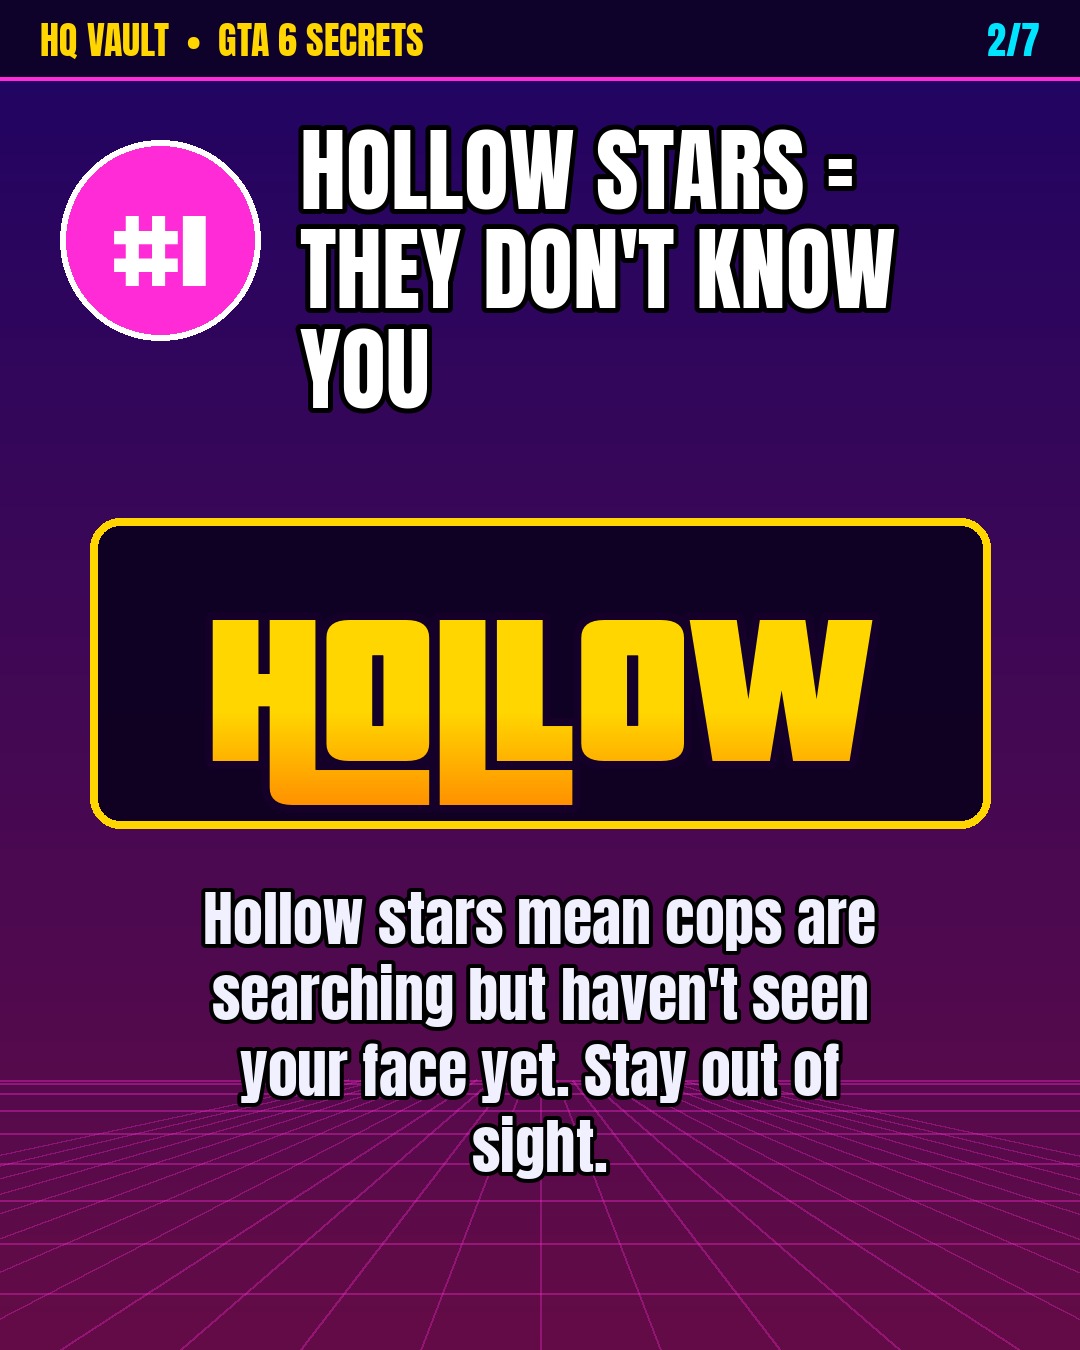 HQ VAULT • GTA 6 SECRETS
2/7
#1
HOLLOW STARS =
THEY DON'T KNOW
YOU
HOLLOW
Hollow stars mean cops are
searching but haven't seen
your face yet. Stay out of
sight.